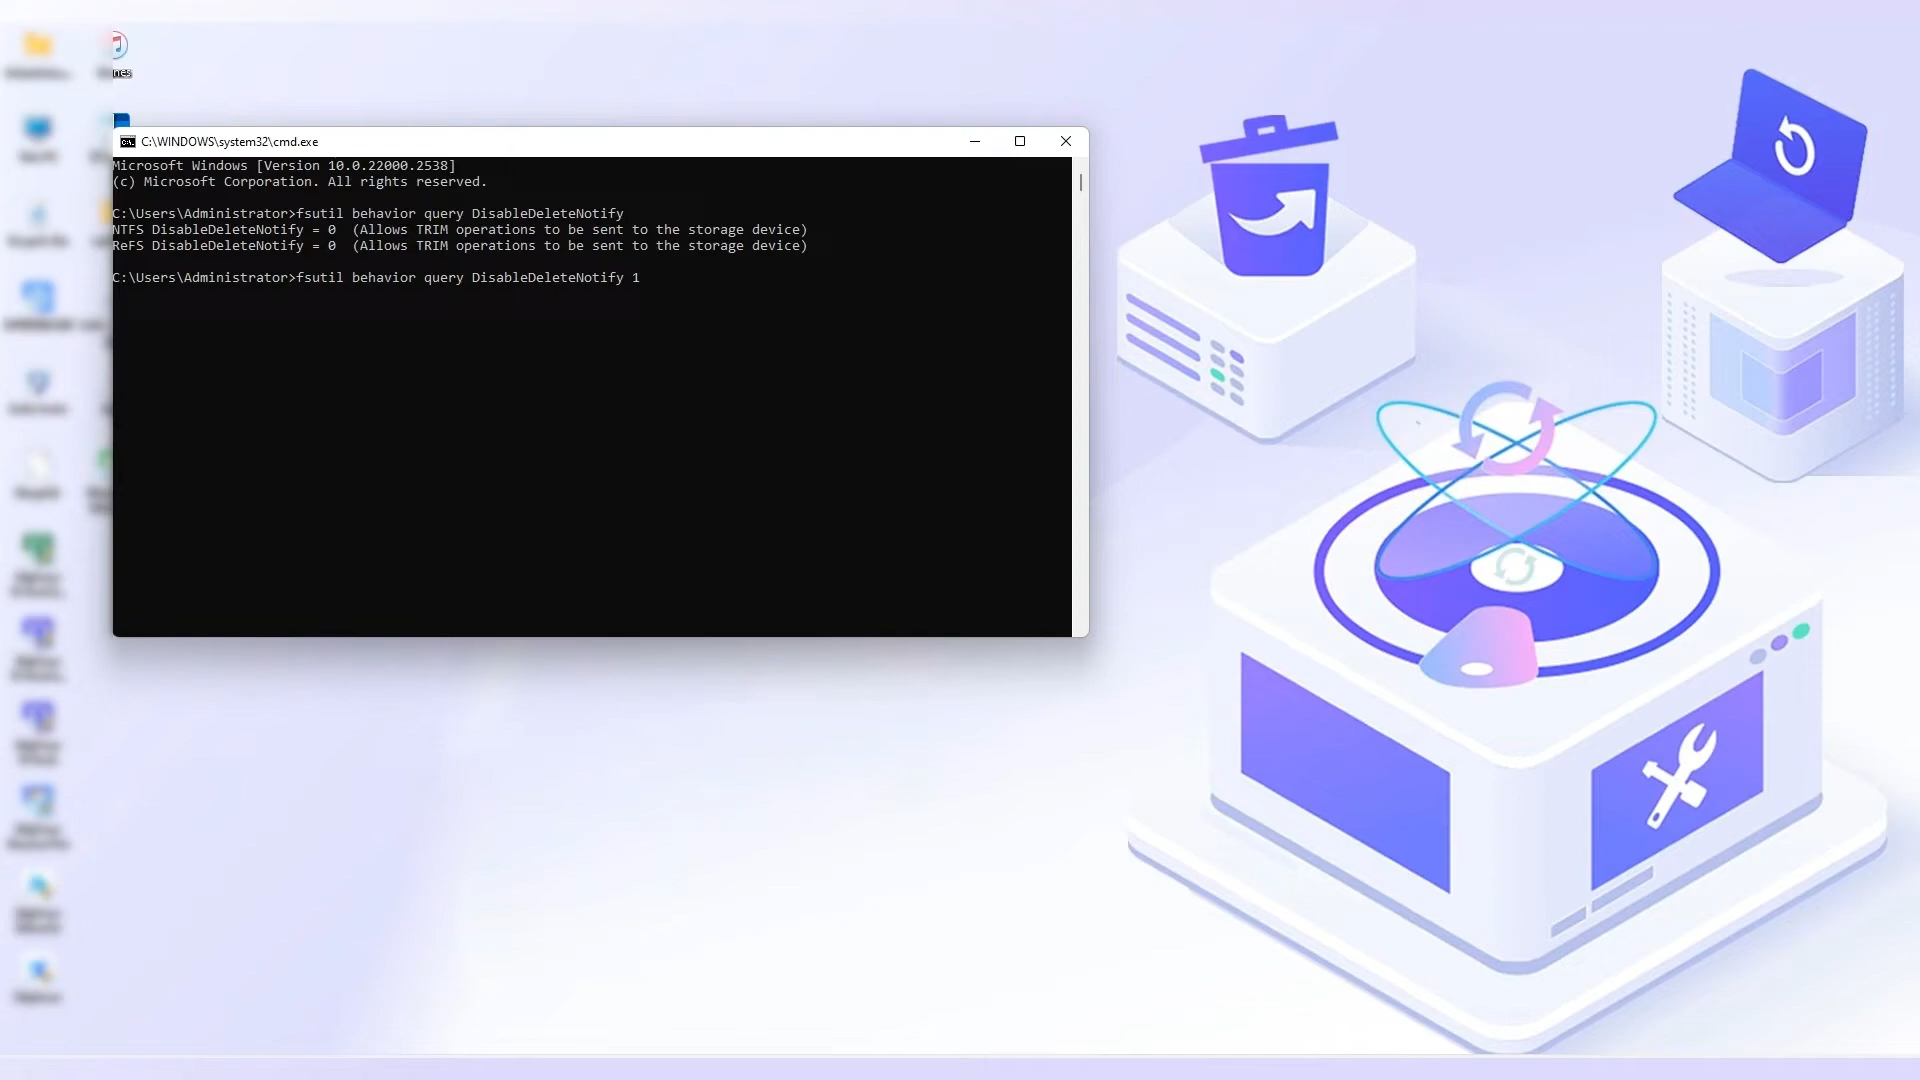 nes
C:\WINDOWS\system32\cmd.exe
Microsoft Windows [Version 10.0.22000.2538]
(c) Microsoft Corporation. All rights reserved.
C:\Users\Administrator>fsutil behavior query DisableDeleteNotify
NTFS DisableDeleteNotify = 0  (Allows TRIM operations to be sent to the storage device)
ReFS DisableDeleteNotify = 0  (Allows TRIM operations to be sent to the storage device)
C:\Users\Administrator>fsutil behavior query DisableDeleteNotify 1